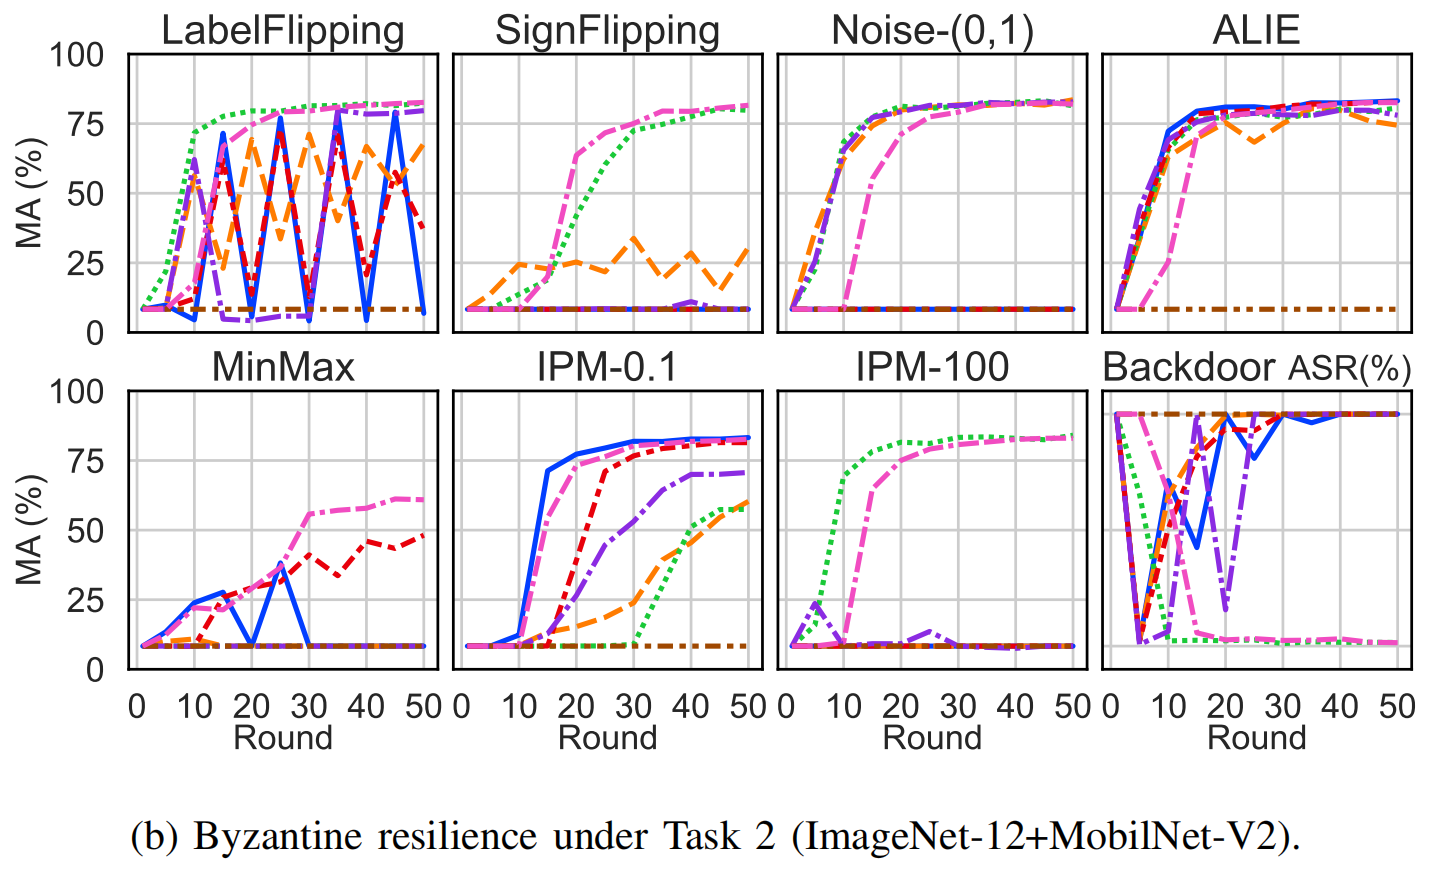 LabelFlipping SignFlipping Noise-(0,1) ALIE
100
75
50
25
0
MA (%)
MinMax IPM-0.1 IPM-100 Backdoor ASR(%)
100
75
50
25
0
MA (%)
0 10 20 30 40 50 0 10 20 30 40 50 0 10 20 30 40 50 0 10 20 30 40 50
Round Round Round Round
(b) Byzantine resilience under Task 2 (ImageNet-12+MobilNet-V2).